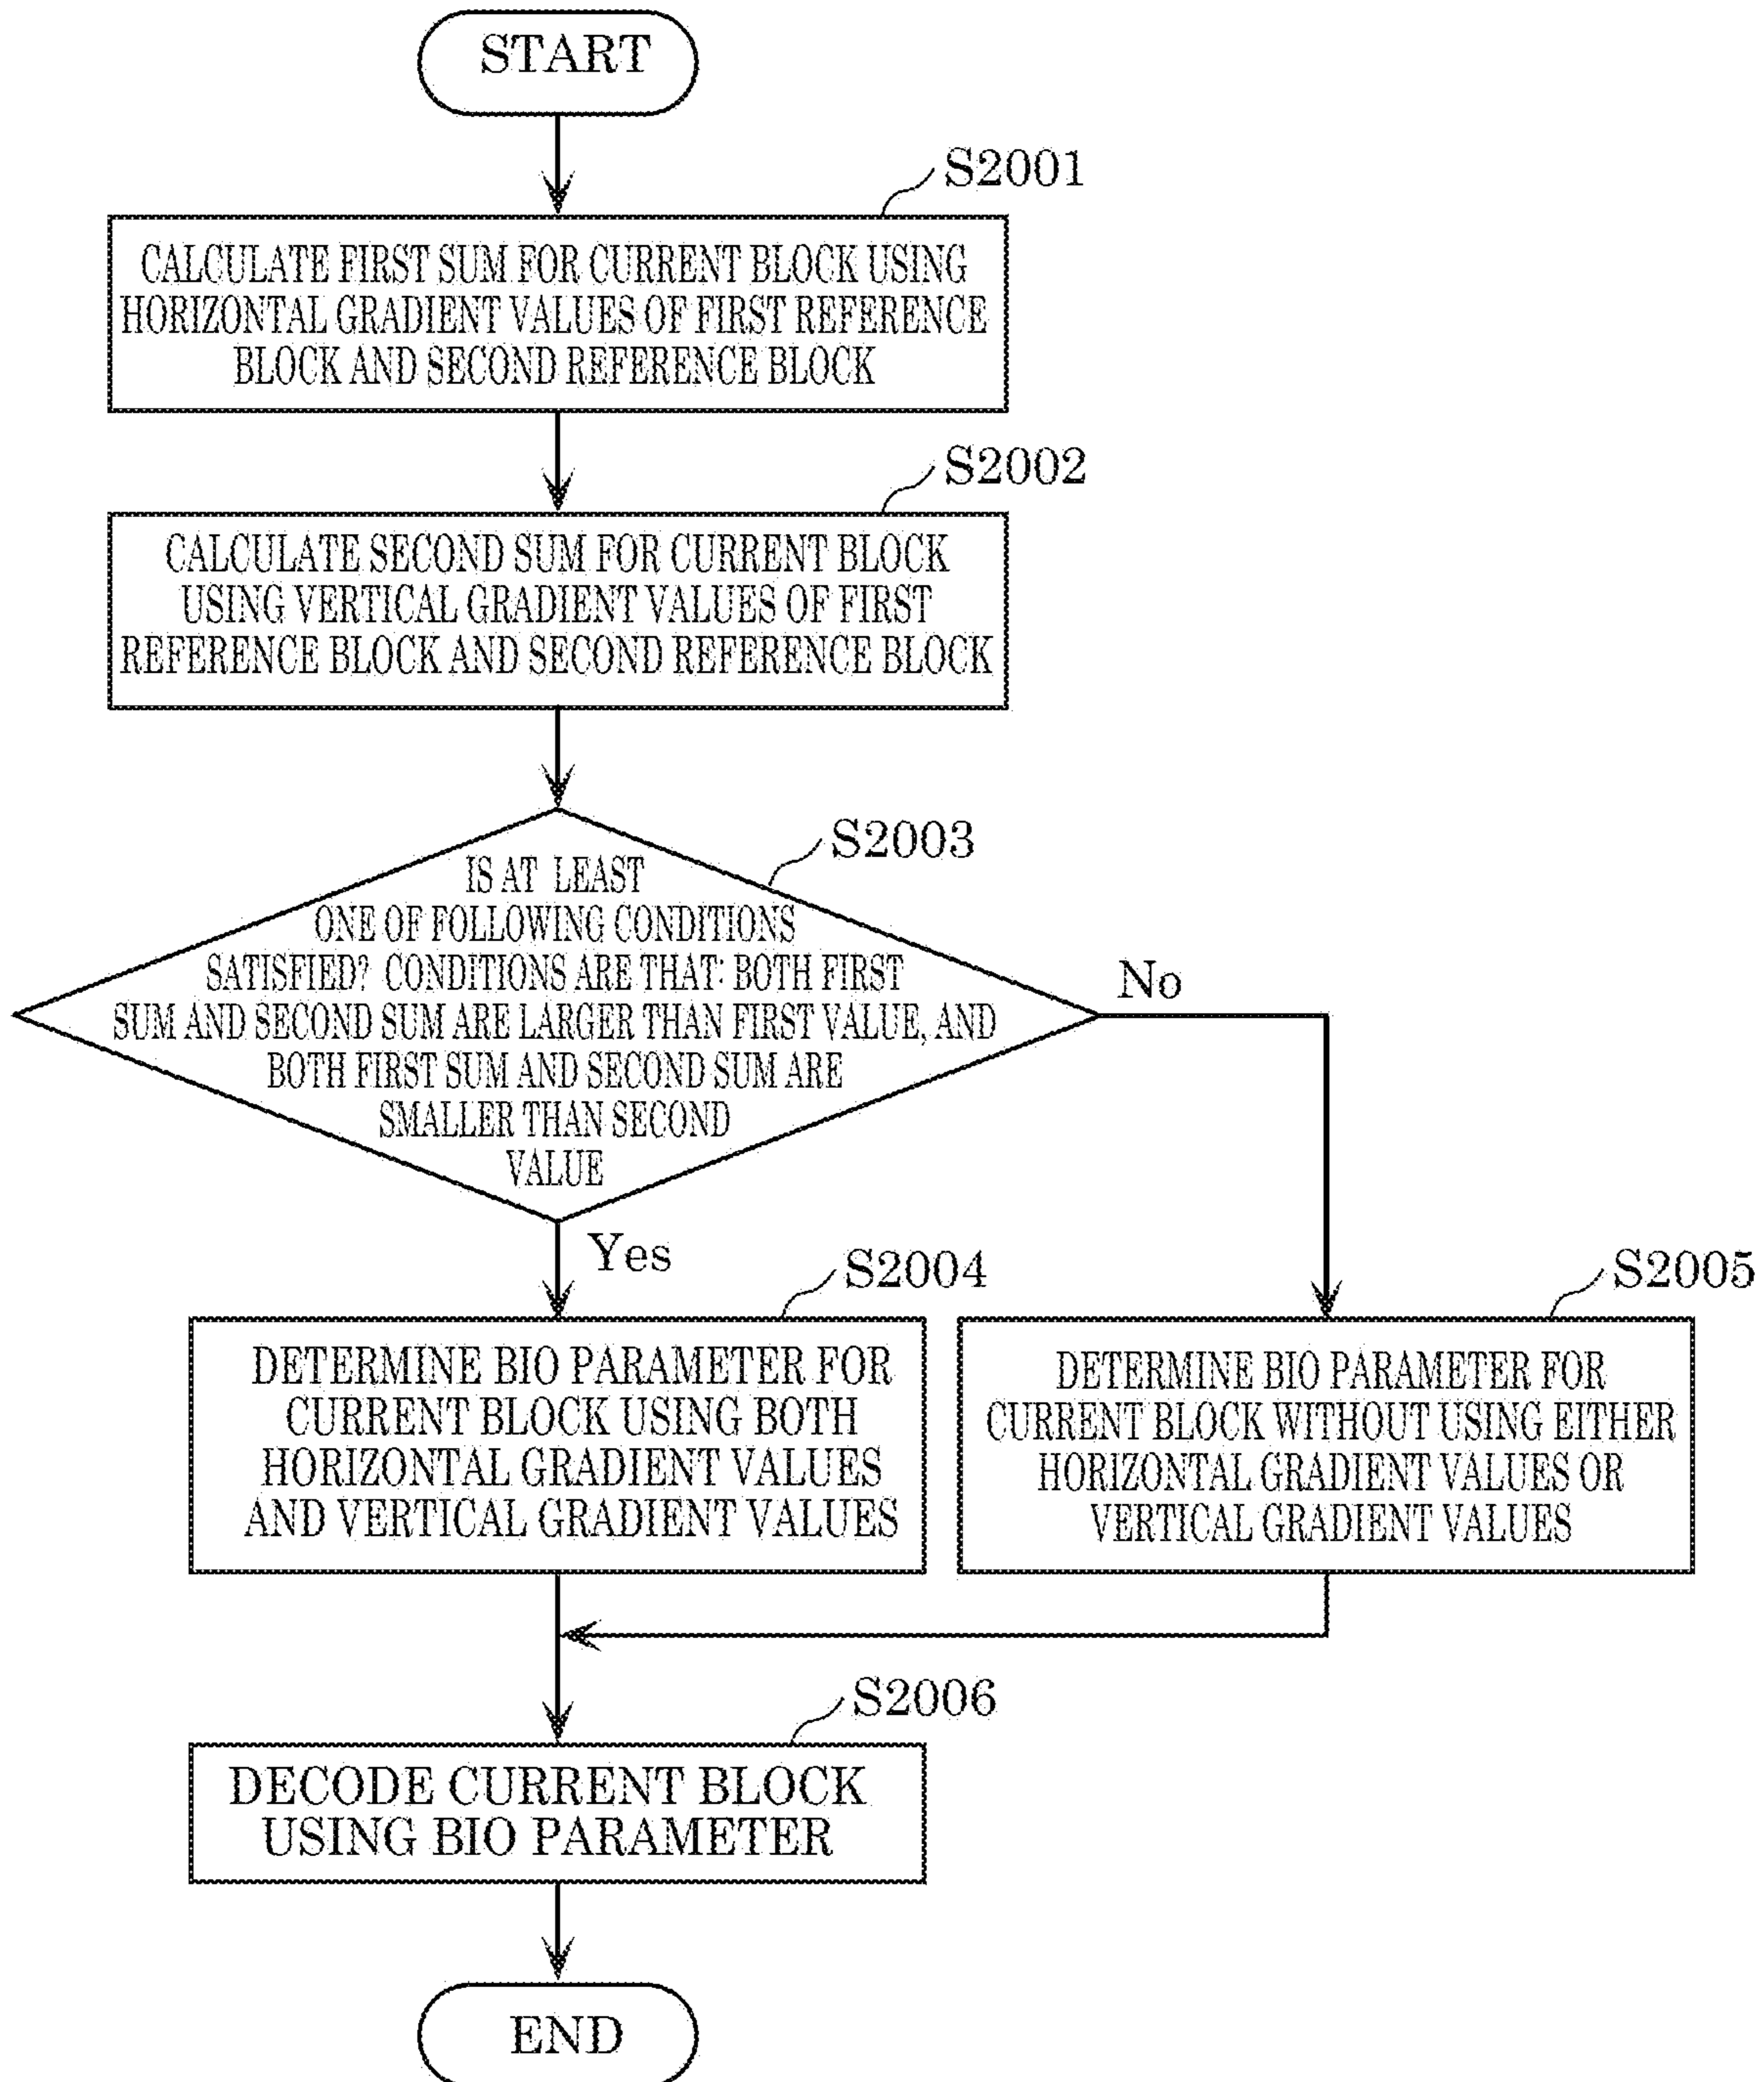 START
S2001
CALCULATE FIRST SUM FOR CURRENT BLOCK USING
HORIZONTAL GRADIENT VALUES OF FIRST REFERENCE
BLOCK AND SECOND REFERENCE BLOCK
S2002
CALCULATE SECOND SUM FOR CURRENT BLOCK
USING VERTICAL GRADIENT VALUES OF FIRST
REFERENCE BLOCK AND SECOND REFERENCE BLOCK
S2003
IS AT LEAST
ONE OF FOLLOWING CONDITIONS
SATISFIED? CONDITIONS ARE THAT: BOTH FIRST
SUM AND SECOND SUM ARE LARGER THAN FIRST VALUE, AND
BOTH FIRST SUM AND SECOND SUM ARE
SMALLER THAN SECOND
VALUE
No
Yes
S2004
DETERMINE BIO PARAMETER FOR
CURRENT BLOCK USING BOTH
HORIZONTAL GRADIENT VALUES
AND VERTICAL GRADIENT VALUES
S2005
DETERMINE BIO PARAMETER FOR
CURRENT BLOCK WITHOUT USING EITHER
HORIZONTAL GRADIENT VALUES OR
VERTICAL GRADIENT VALUES
S2006
DECODE CURRENT BLOCK
USING BIO PARAMETER
END